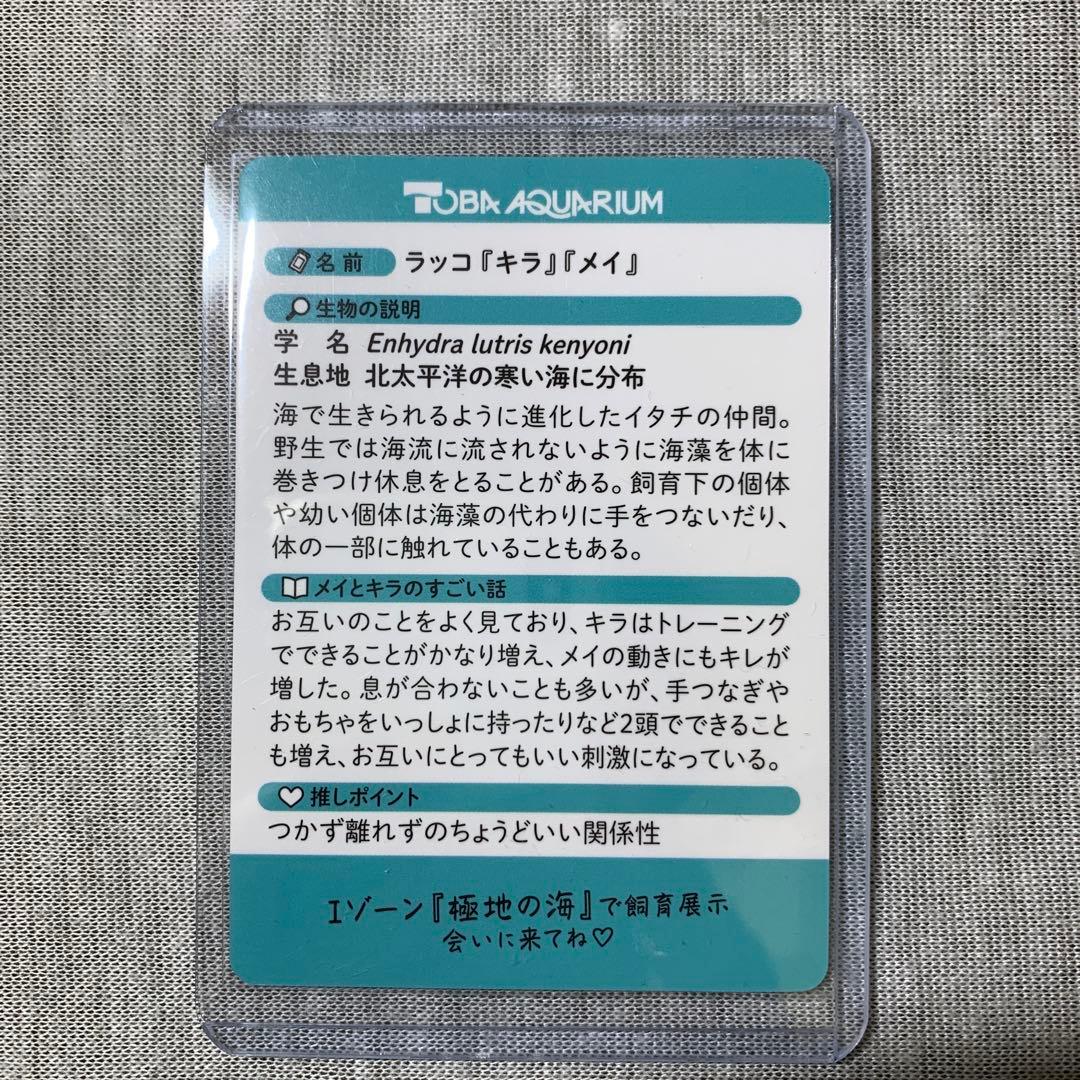 TOBA AQUARIUM
名前 ラッコ『キラ』『メイ』
生物の説明
学 名 Enhydra lutris kenyoni
生息地 北太平洋の寒い海に分布
海で生きられるように進化したイタチの仲間。
野生では海流に流されないように海藻を体に
巻きつけ休息をとることがある。飼育下の個体
や幼い個体は海藻の代わりに手をつないだり、
体の一部に触れていることもある。
メイとキラのすごい話
お互いのことをよく見ており、キラはトレーニング
でできることがかなり増え、メイの動きにもキレが
増した。息が合わないことも多いが、手つなぎや
おもちゃをいっしょに持ったりなど2頭でできること
も増え、お互いにとってもいい刺激になっている。
推しポイント
つかず離れずのちょうどいい関係性
Iゾーン『極地の海』で飼育展示
会いに来てね♡